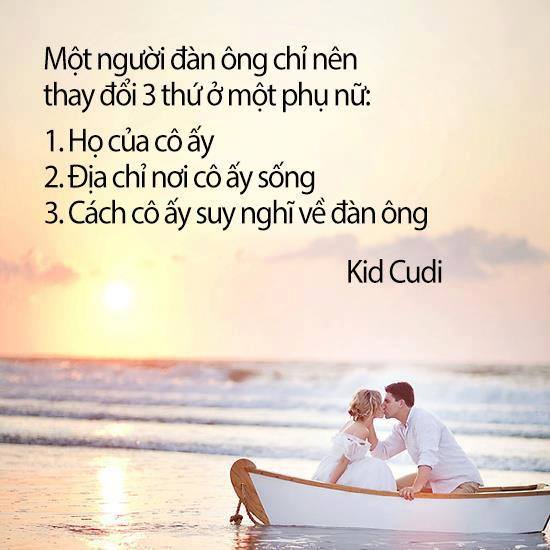 Một người đàn ông chỉ nên
thay đổi 3 thứ ở một phụ nữ:
1. Họ của cô ấy
2. Địa chỉ nơi cô ấy sống
3. Cách cô ấy suy nghĩ về đàn ông
Kid Cudi